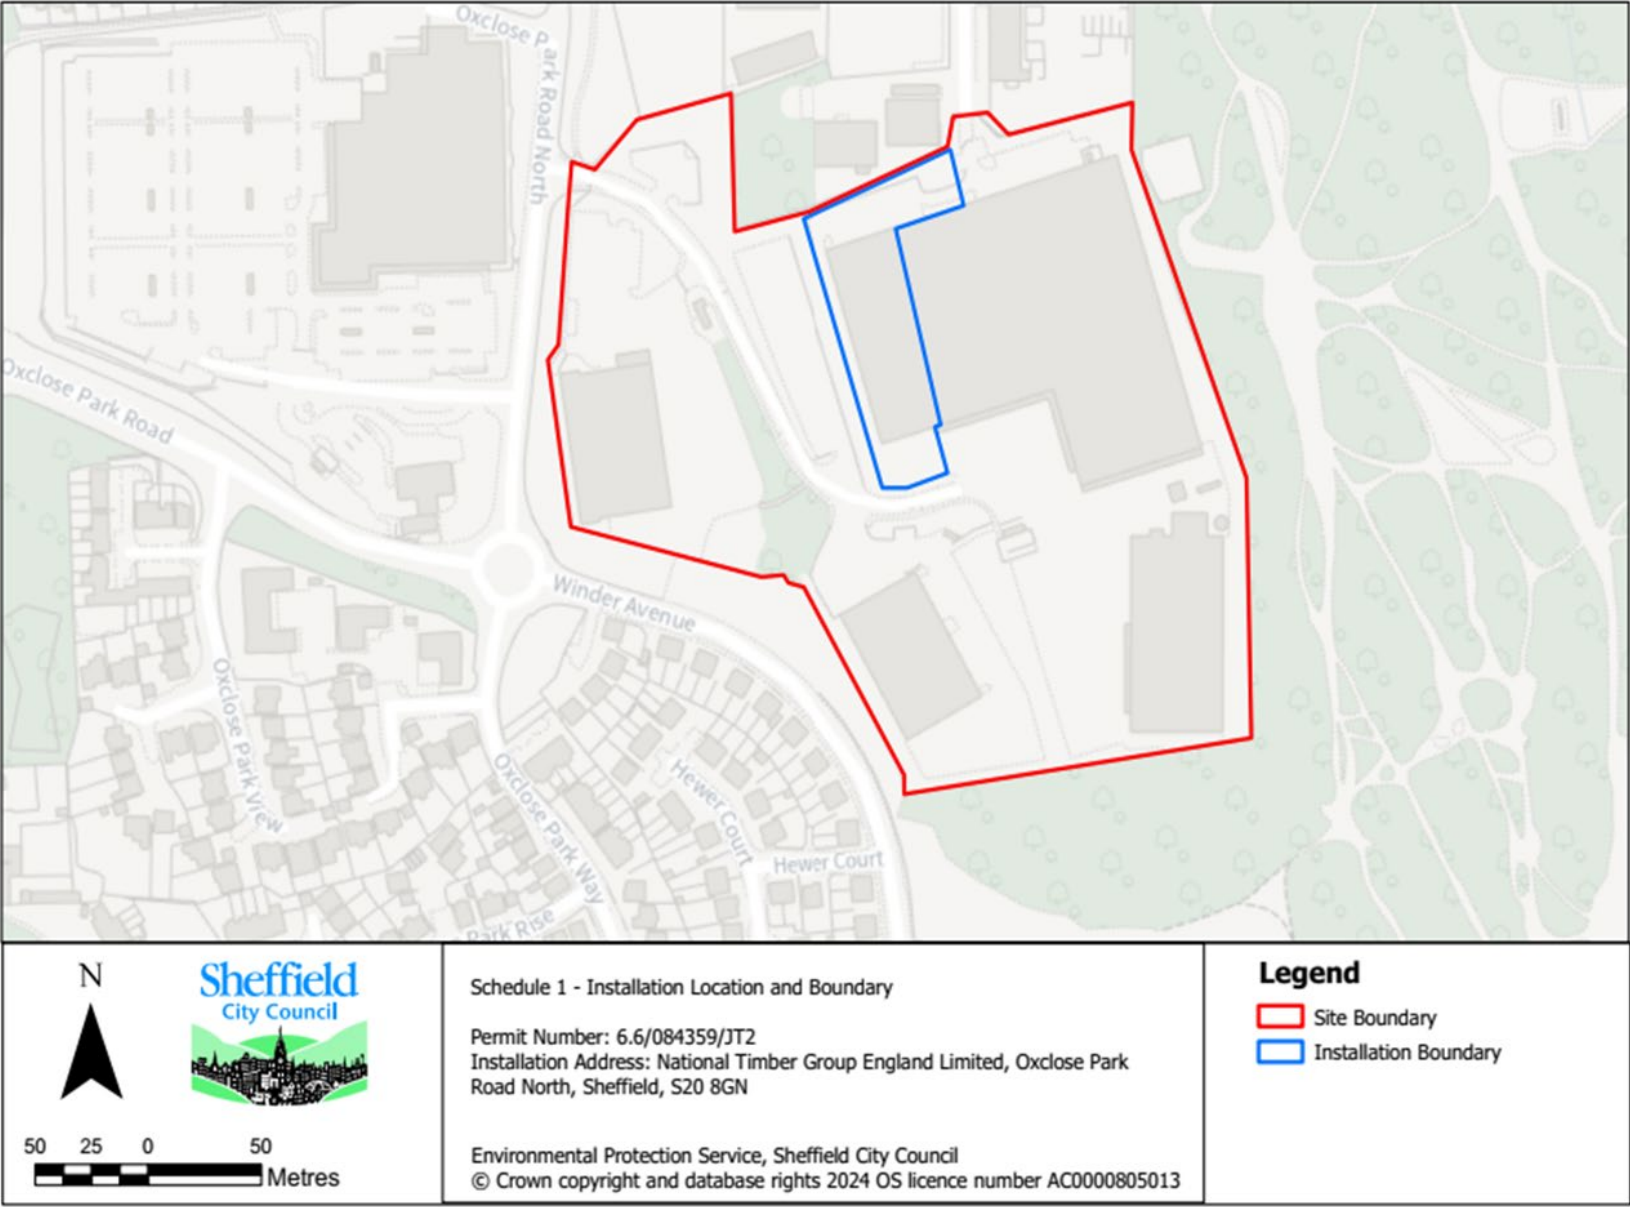 Oxclose Park Road North
Oxclose Park Road
Winder Avenue
Oxclose Park View
Oxclose Park Way
Hewer Court
Hewer Court
Park Rise
N
Sheffield
City Council
50 25 0 50
Metres
Schedule 1 - Installation Location and Boundary
Permit Number: 6.6/084359/JT2
Installation Address: National Timber Group England Limited, Oxclose Park
Road North, Sheffield, S20 8GN
Environmental Protection Service, Sheffield City Council
© Crown copyright and database rights 2024 OS licence number AC0000805013
Legend
Site Boundary
Installation Boundary